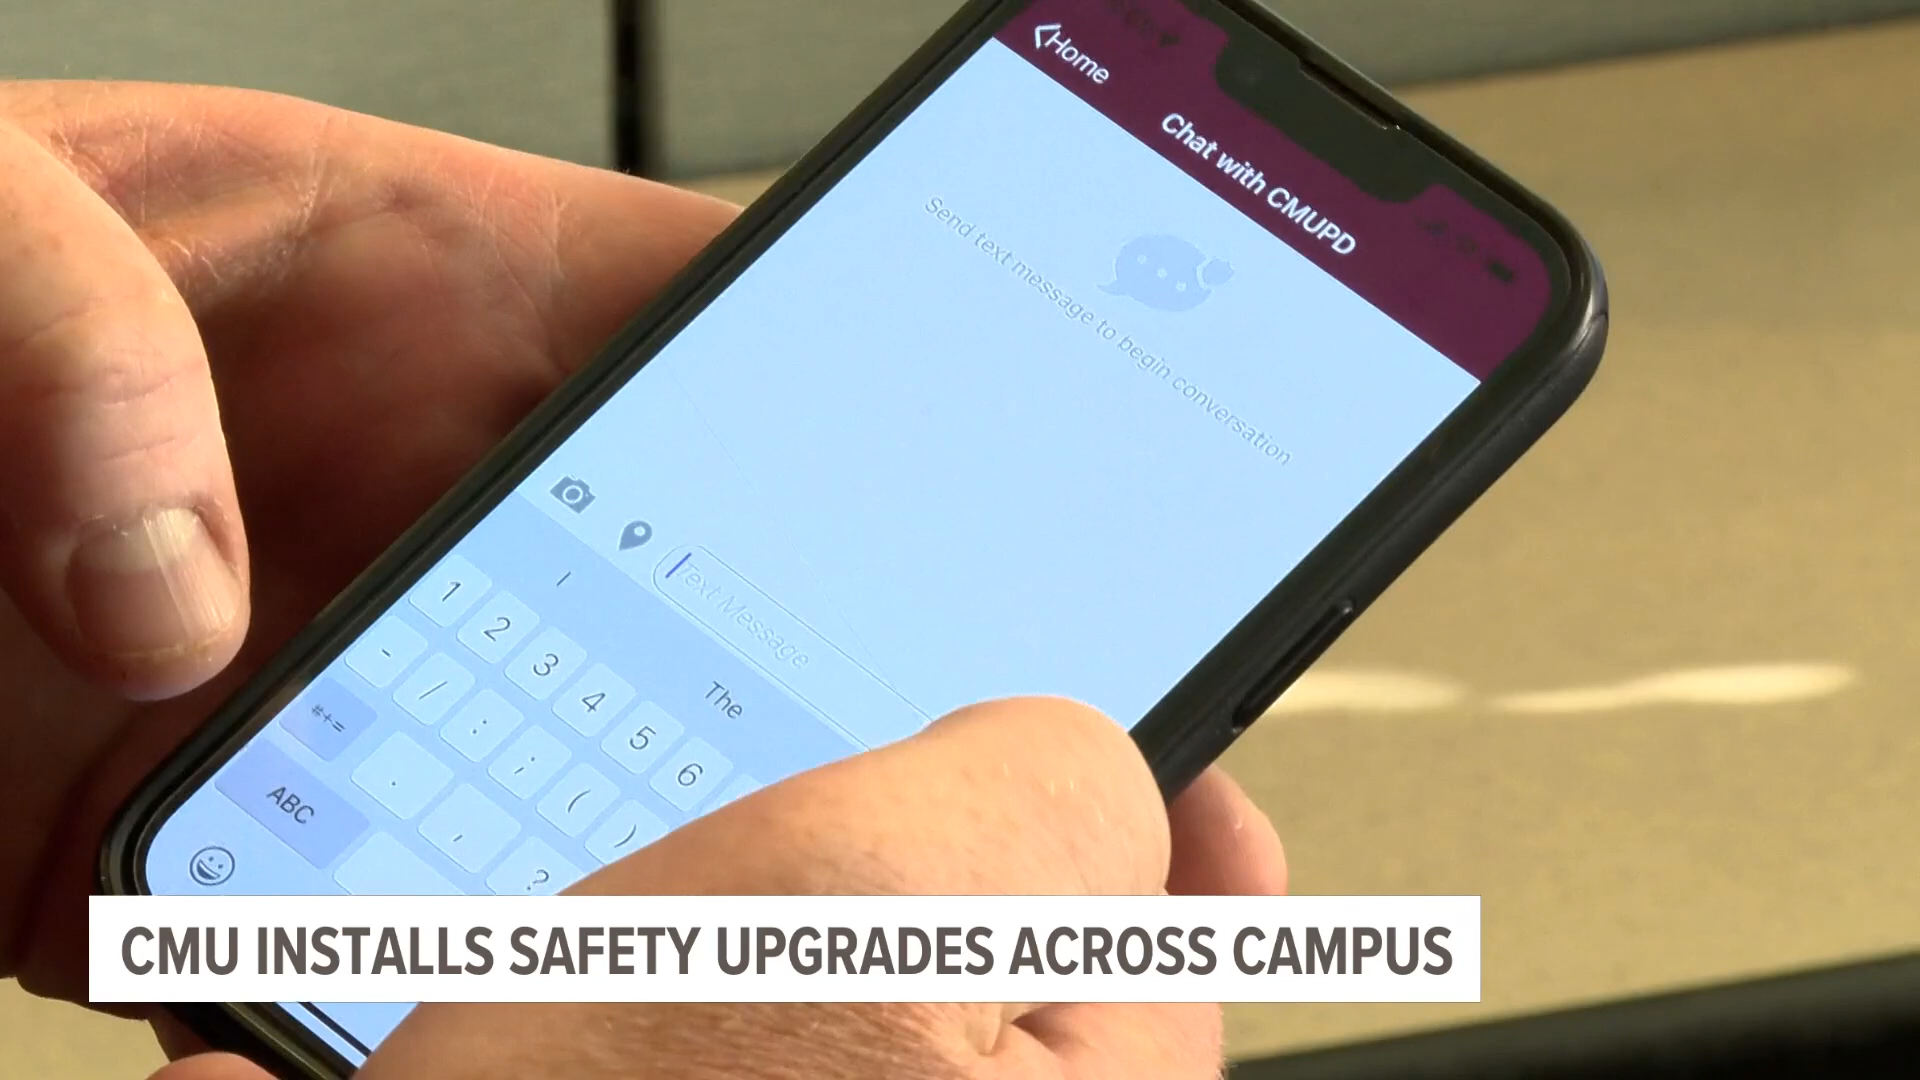 Home
Chat with CMUPD
Send text message to begin conversation
Text Message
I
The
1 2 3 4 5 6
- / : ; ( )
#+=
. , ?
ABC
CMU INSTALLS SAFETY UPGRADES ACROSS CAMPUS